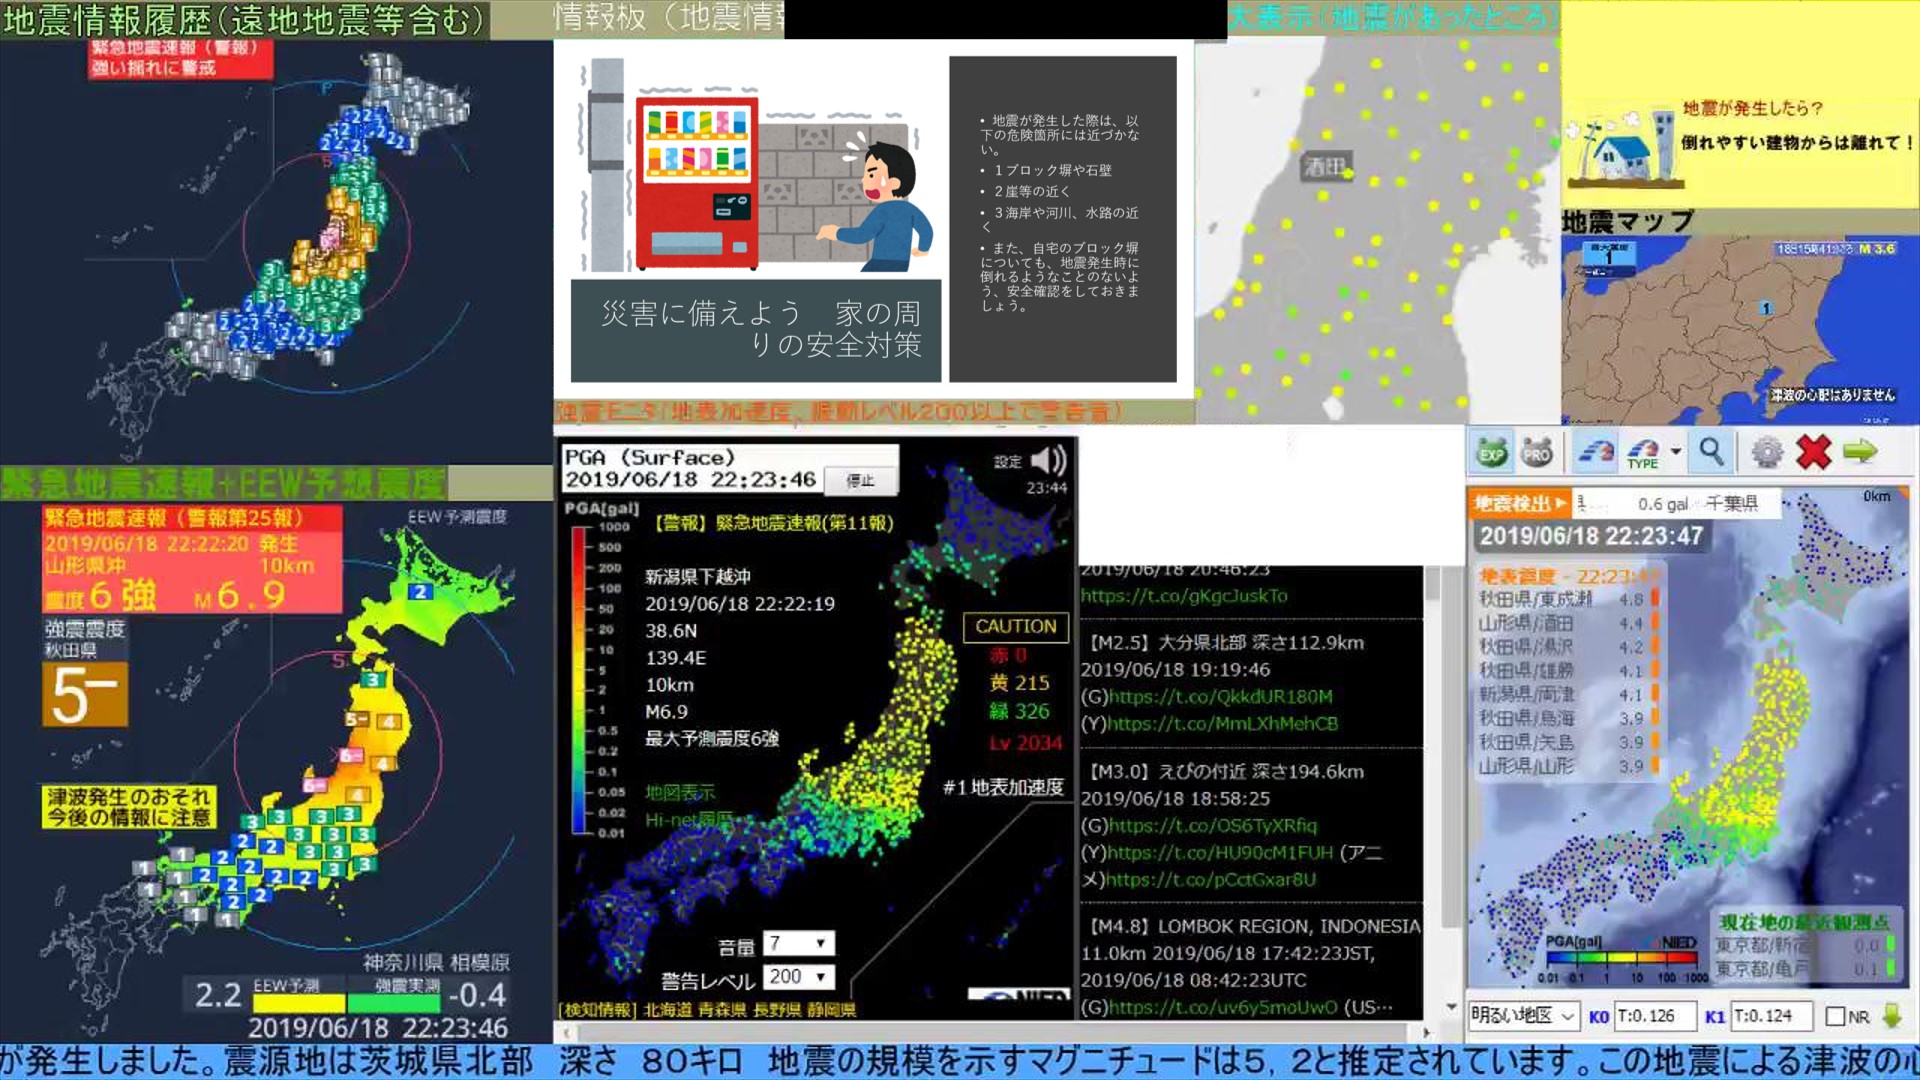 地震情報履歴(遠地地震等含む)
緊急地震速報(警報)
強い揺れに警戒
情報板(地震情
・地震が発生した際は、以
下の危険箇所には近づかな
い。
・1ブロック塀や石壁
・2崖等の近く
・3海岸や河川、水路の近
く
・また、自宅のブロック塀
についても、地震発生時に
倒れるようなことのないよ
う、安全確認をしておきま
しょう。
災害に備えよう 家の周
りの安全対策
大表示(地震があったところ)
酒田
地震が発生したら?
倒れやすい建物からは離れて!
地震マップ
1
M 3.6
1
津波の心配はありません
強震モニタ(地表加速度、振動レベル200以上で警告音)
緊急地震速報+EEW予想震度
緊急地震速報(警報第25報)
2019/06/18 22:22:20 発生
山形県沖 10km
震度6強 M6.9
EEW予測震度
強震震度
秋田県
5-
津波発生のおそれ
今後の情報に注意
神奈川県 相模原
2.2 EEW予測 強震実測 -0.4
2019/06/18 22:23:46
PGA (Surface)
2019/06/18 22:23:46 停止
設定
23:44
PGA[gal]
1000
500
200
100
50
20
10
5
2
1
0.5
0.2
0.1
0.05
0.02
0.01
【警報】緊急地震速報(第11報)
新潟県下越沖
2019/06/18 22:22:19
38.6N
139.4E
10km
M6.9
最大予測震度6強
地図表示
Hi-net履歴
CAUTION
赤 0
黄 215
緑 326
Lv 2034
#1 地表加速度
音量 7
警告レベル 200
NIED
[検知情報] 北海道 青森県 長野県 静岡県
2019/06/18 20:46:23
https://t.co/gKgcJuskTo
【M2.5】大分県北部 深さ112.9km
2019/06/18 19:19:46
(G)https://t.co/QkkdUR180M
(Y)https://t.co/MmLXhMehCB
【M3.0】えびの付近 深さ194.6km
2019/06/18 18:58:25
(G)https://t.co/OS6TyXRfiq
(Y)https://t.co/HU90cM1FUH (アニ
メ)https://t.co/pCctGxar8U
【M4.8】LOMBOK REGION, INDONESIA
11.0km 2019/06/18 17:42:23JST,
2019/06/18 08:42:23UTC
(G)https://t.co/uv6y5moUwO (US…
EXP PRO TYPE
地震検出 0.6 gal 千葉県
0km
2019/06/18 22:23:47
地表震度 - 22:23:4
秋田県/東成瀬 4.8
山形県/酒田 4.4
秋田県/湯沢 4.2
秋田県/雄勝 4.1
新潟県/両津 4.1
秋田県/鳥海 3.9
秋田県/矢島 3.9
山形県/山形 3.9
現在地の最近観測点
東京都/新宿 0.0
東京都/亀戸 0.1
PGA[gal] NIED
0.01 0.1 1 10 100 1000
明るい地区 K0 T:0.126 K1 T:0.124 NR
が発生しました。震源地は茨城県北部 深さ 80キロ 地震の規模を示すマグニチュードは5.2と推定されています。この地震による津波の心